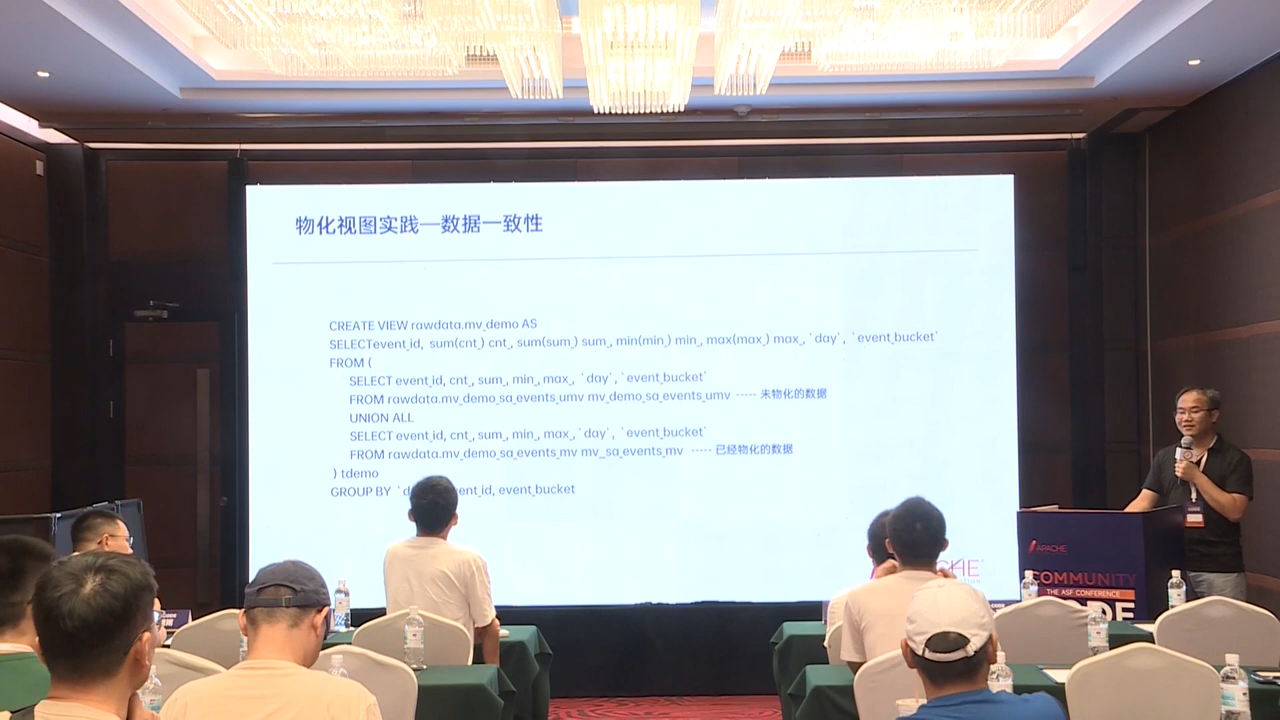 物化视图实践—数据一致性
CREATE VIEW rawdata.mv_demo AS
SELECTevent_id, sum(cnt_) cnt_, sum(sum_) sum_, min(min_) min_, max(max_) max_, `day`, `event_bucket`
FROM (
SELECT event_id, cnt_, sum_, min_, max_, `day`, `event_bucket`
FROM rawdata.mv_demo_sa_events_umv mv_demo_sa_events_umv ----- 未物化的数据
UNION ALL
SELECT event_id, cnt_, sum_, min_, max_,`day`, `event_bucket`
FROM rawdata.mv_demo_sa_events_mv mv_sa_events_mv ----- 已经物化的数据
) tdemo
GROUP BY `d ent_id, event_bucket
APACHE
COMMUNITY
THE ASF CONFERENCE